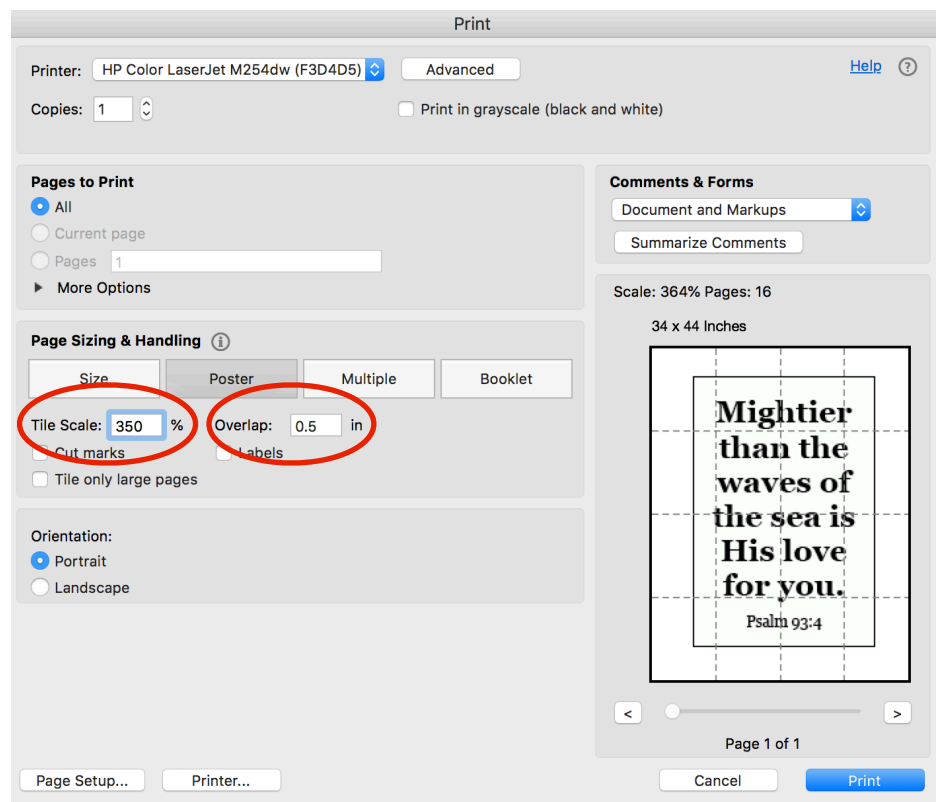 Print
Printer: HP Color LaserJet M254dw (F3D4D5) Advanced Help ?
Copies: 1 Print in grayscale (black and white)
Pages to Print
All
Current page
Pages 1
More Options
Comments & Forms
Document and Markups
Summarize Comments
Page Sizing & Handling i
Size Poster Multiple Booklet
Tile Scale: 350 % Overlap: 0.5 in
Cut marks Labels
Tile only large pages
Orientation:
Portrait
Landscape
Scale: 364% Pages: 16
34 x 44 Inches
Mightier
than the
waves of
the sea is
His love
for you.
Psalm 93:4
< >
Page 1 of 1
Page Setup... Printer... Cancel Print